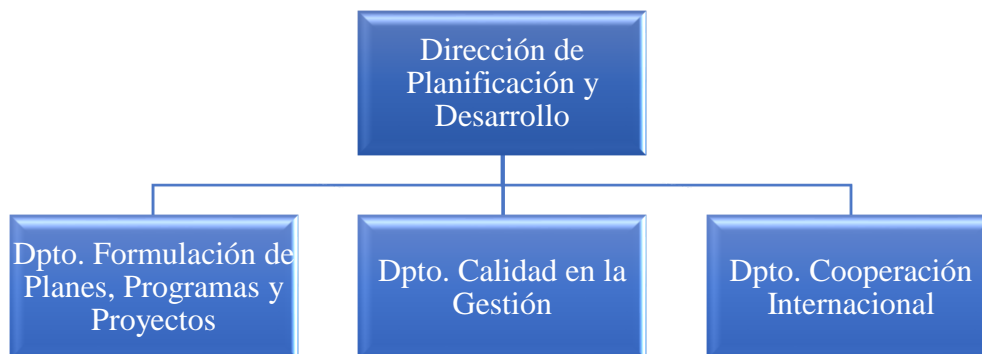 Dirección de
Planificación y
Desarrollo
Dpto. Formulación de
Planes, Programas y
Proyectos
Dpto. Calidad en la
Gestión
Dpto. Cooperación
Internacional